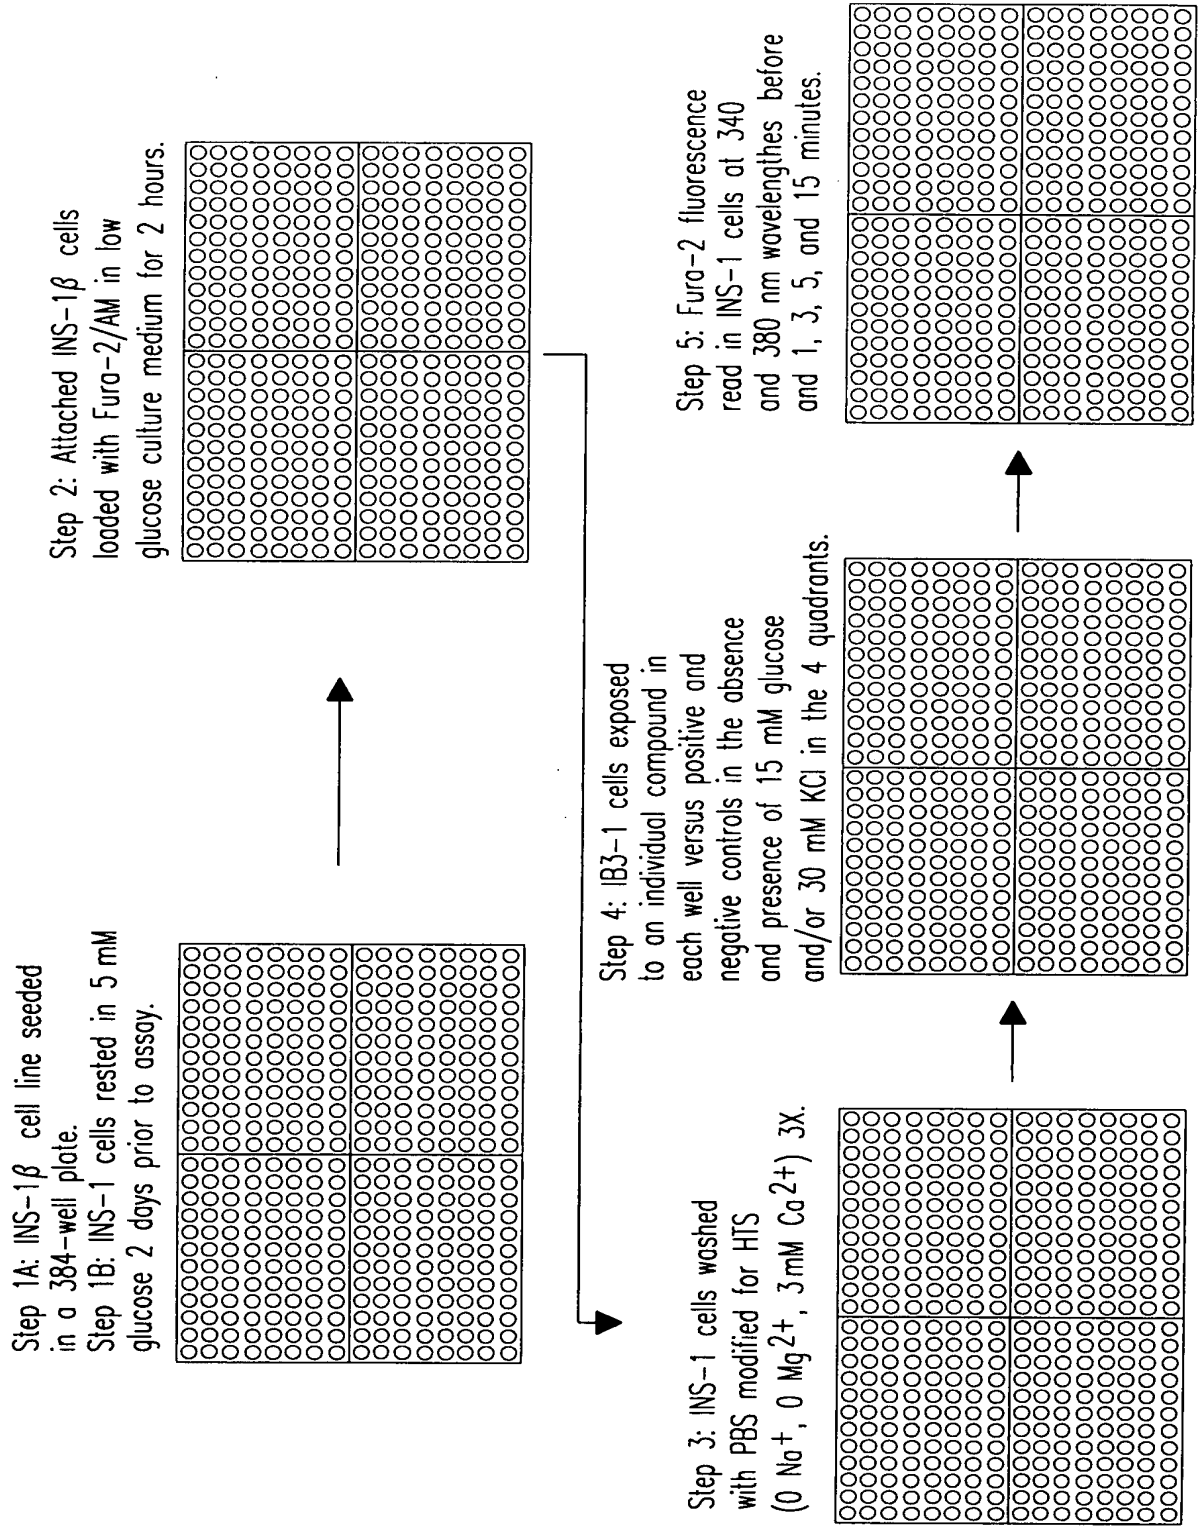 Step 1A: INS-1β cell line seeded
in a 384-well plate.
Step 1B: INS-1 cells rested in 5 mM
glucose 2 days prior to assay.
Step 2: Attached INS-1β cells
loaded with Fura-2/AM in low
glucose culture medium for 2 hours.
Step 3: INS-1 cells washed
with PBS modified for HTS
(0 Na+, 0 Mg2+, 3mM Ca2+) 3X.
Step 4: IB3-1 cells exposed
to an individual compound in
each well versus positive and
negative controls in the absence
and presence of 15 mM glucose
and/or 30 mM KCl in the 4 quadrants.
Step 5: Fura-2 fluorescence
read in INS-1 cells at 340
and 380 nm wavelengthes before
and 1, 3, 5, and 15 minutes.